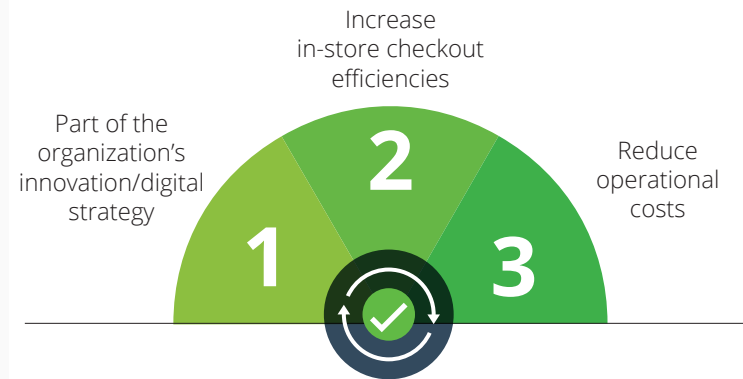 Increase
in-store checkout
efficiencies
Part of the
organization’s
innovation/digital
strategy
Reduce
operational
costs
1
2
3